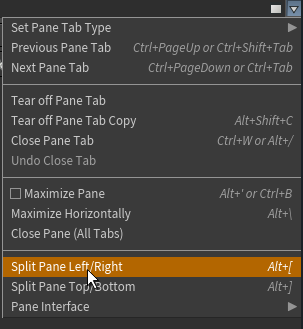 Set Pane Tab Type
Previous Pane Tab Ctrl+PageUp or Ctrl+Shift+Tab
Next Pane Tab Ctrl+PageDown or Ctrl+Tab
Tear off Pane Tab
Tear off Pane Tab Copy Alt+Shift+C
Close Pane Tab Ctrl+W or Alt+/
Undo Close Tab
Maximize Pane Alt+' or Ctrl+B
Maximize Horizontally Alt+\
Close Pane (All Tabs)
Split Pane Left/Right Alt+[
Split Pane Top/Bottom Alt+]
Pane Interface